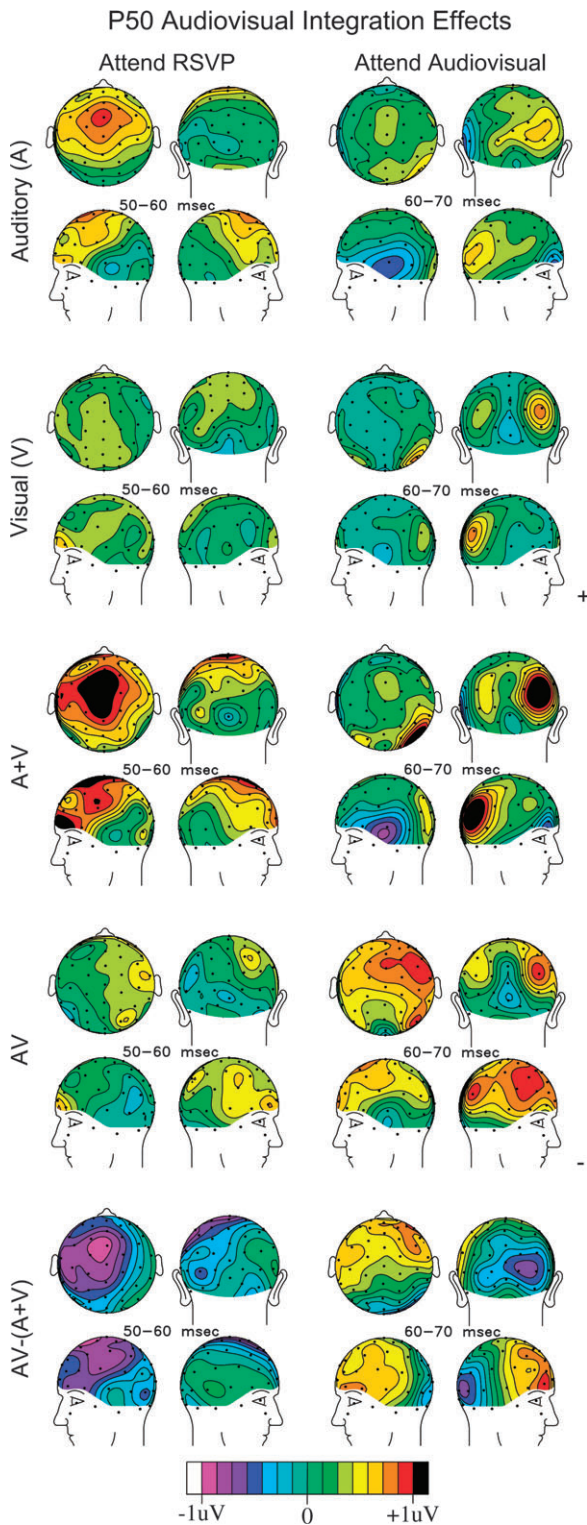 P50 Audiovisual Integration Effects
Attend RSVP Attend Audiovisual
Auditory (A)
50-60 msec 60-70 msec
Visual (V)
50-60 msec 60-70 msec
+
A+V
50-60 msec 60-70 msec
AV
50-60 msec 60-70 msec
-
AV-(A+V)
50-60 msec 60-70 msec
-1uV 0 +1uV